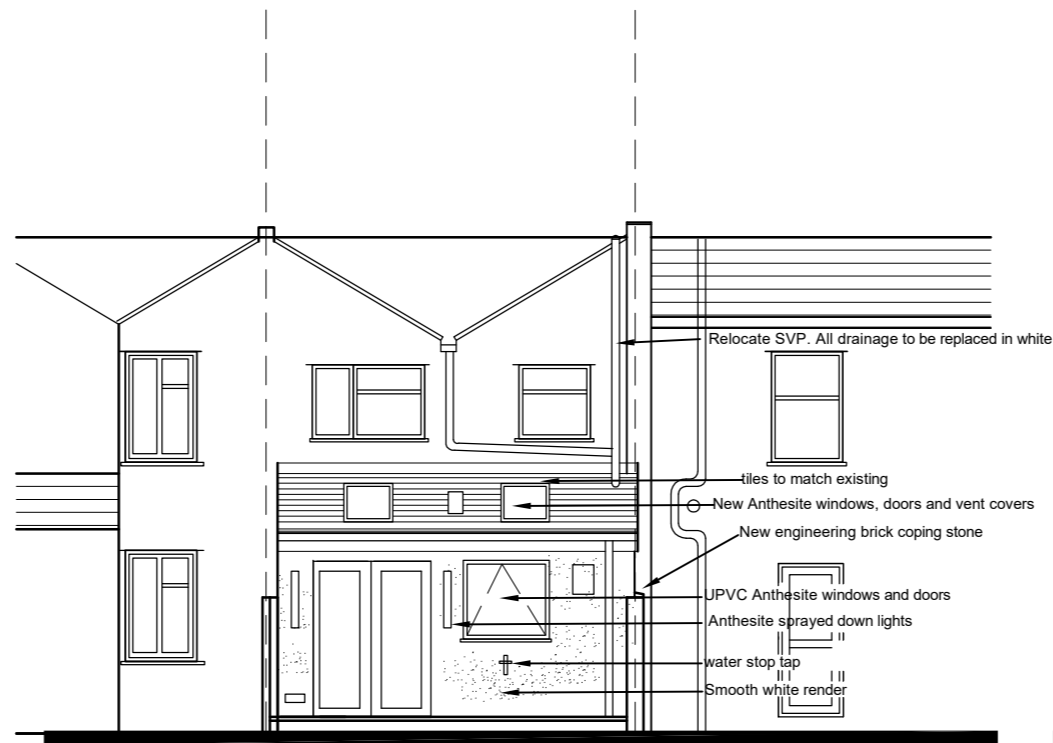 Relocate SVP. All drainage to be replaced in white
tiles to match existing
New Anthesite windows, doors and vent covers
New engineering brick coping stone
UPVC Anthesite windows and doors
Anthesite sprayed down lights
water stop tap
Smooth white render